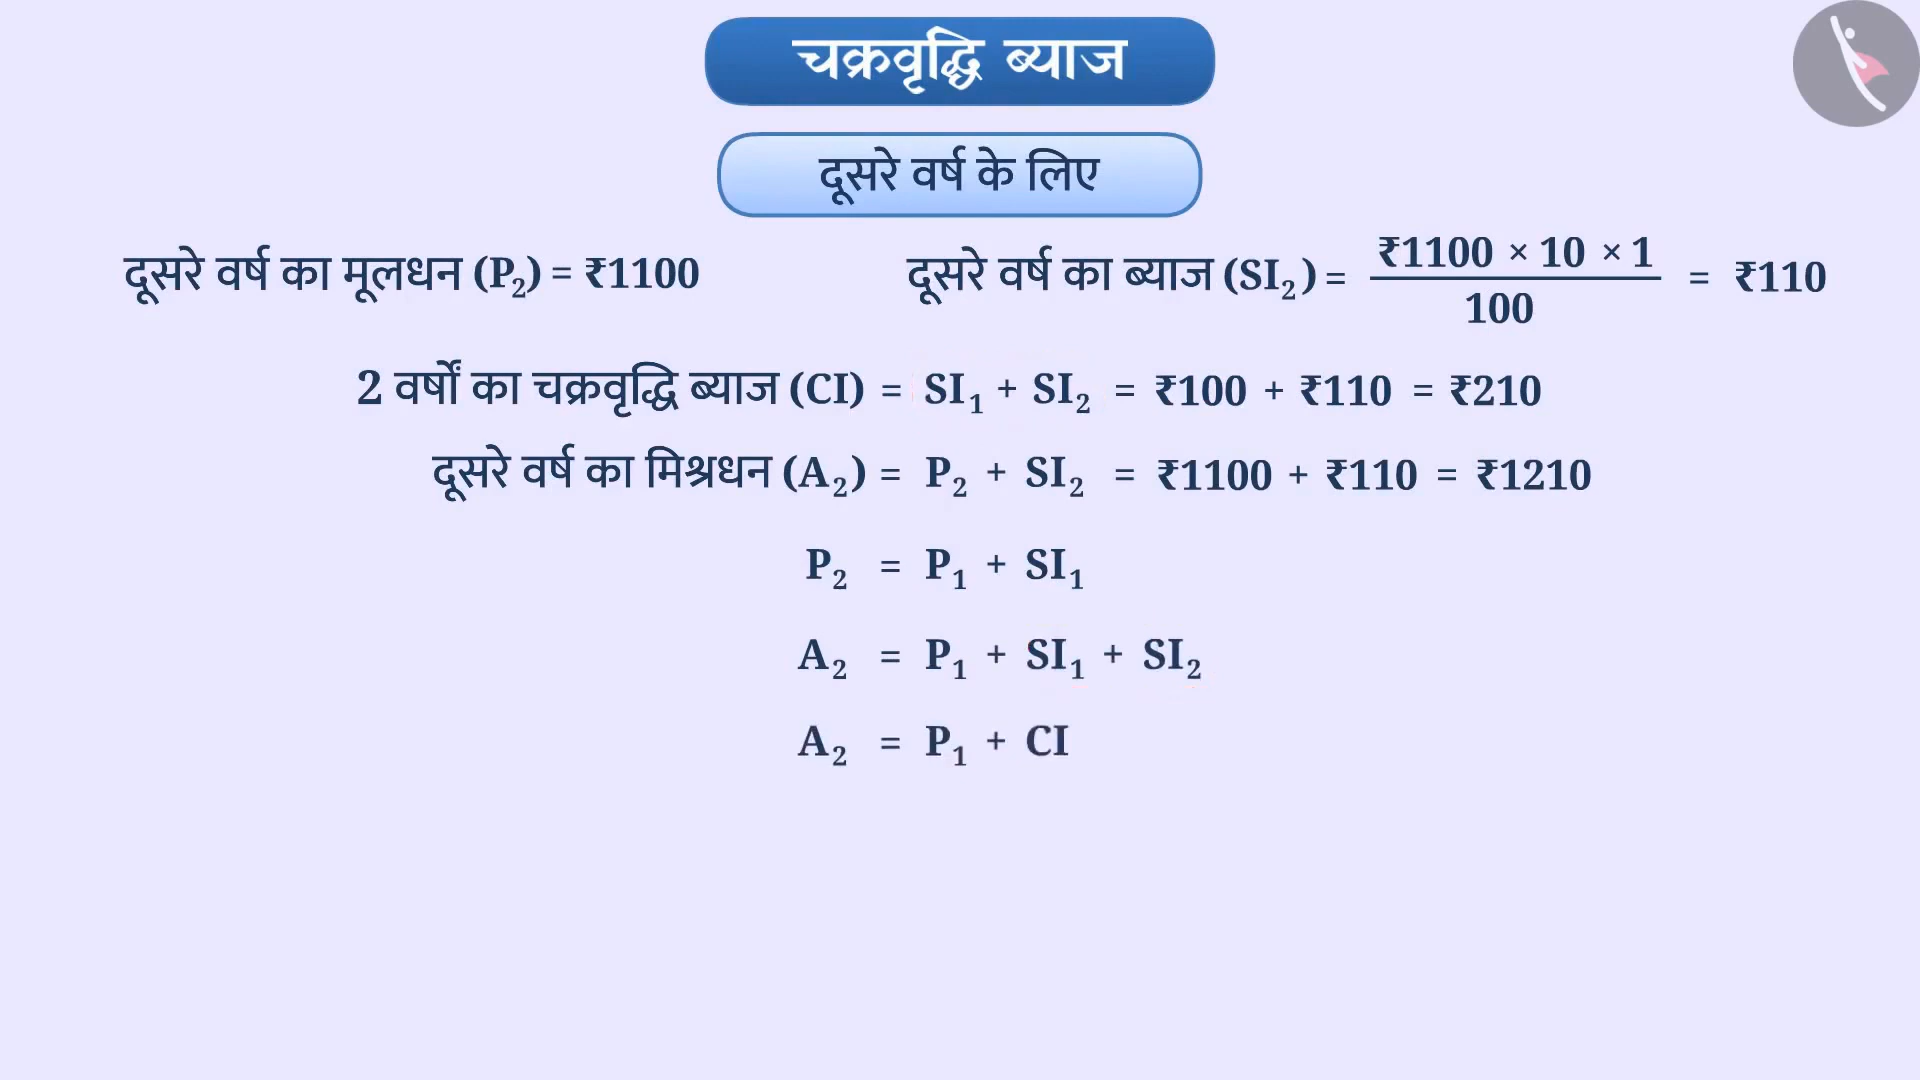 चक्रवृद्धि ब्याज
दूसरे वर्ष के लिए
दूसरे वर्ष का मूलधन (P₂) = ₹1100
दूसरे वर्ष का ब्याज (SI₂) = ₹1100 × 10 × 1 / 100 = ₹110
2 वर्षों का चक्रवृद्धि ब्याज (CI) = SI₁ + SI₂ = ₹100 + ₹110 = ₹210
दूसरे वर्ष का मिश्रधन (A₂) = P₂ + SI₂ = ₹1100 + ₹110 = ₹1210
P₂ = P₁ + SI₁
A₂ = P₁ + SI₁ + SI₂
A₂ = P₁ + CI